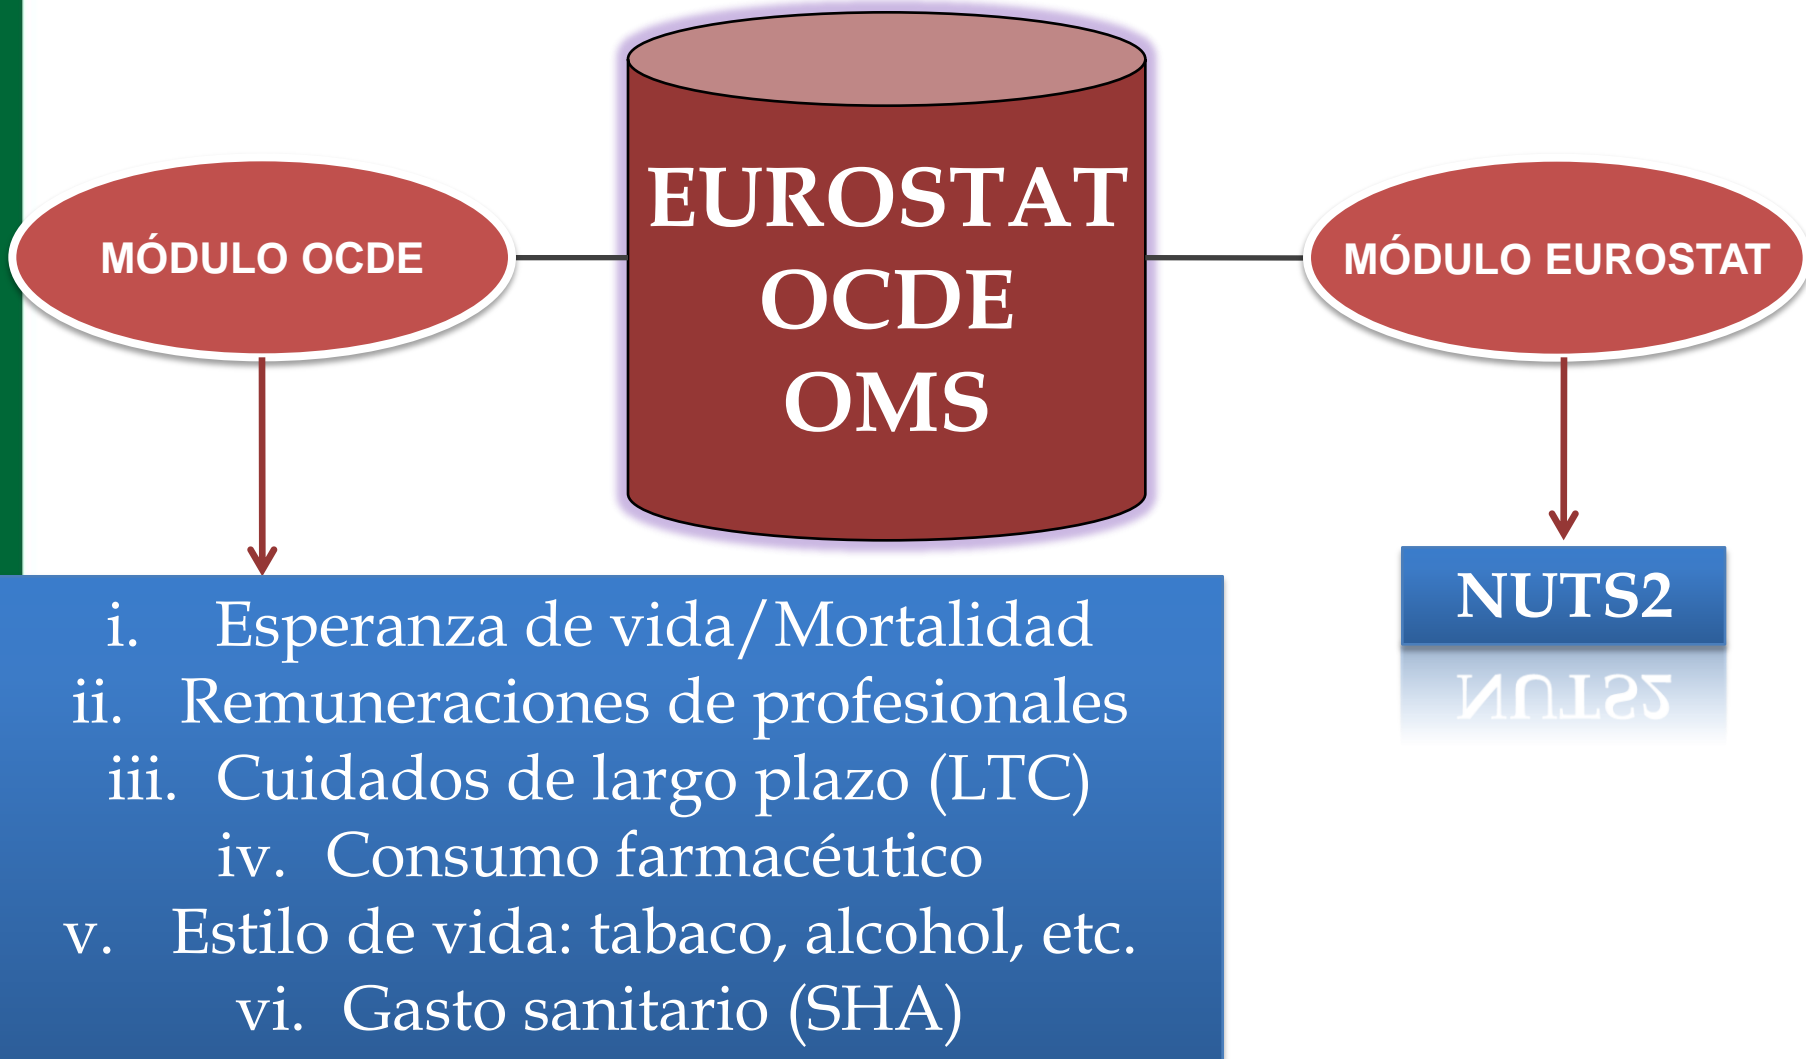 EUROSTAT
OCDE
OMS
MÓDULO OCDE
MÓDULO EUROSTAT
NUTS2
i. Esperanza de vida/Mortalidad
ii. Remuneraciones de profesionales
iii. Cuidados de largo plazo (LTC)
iv. Consumo farmacéutico
v. Estilo de vida: tabaco, alcohol, etc.
vi. Gasto sanitario (SHA)